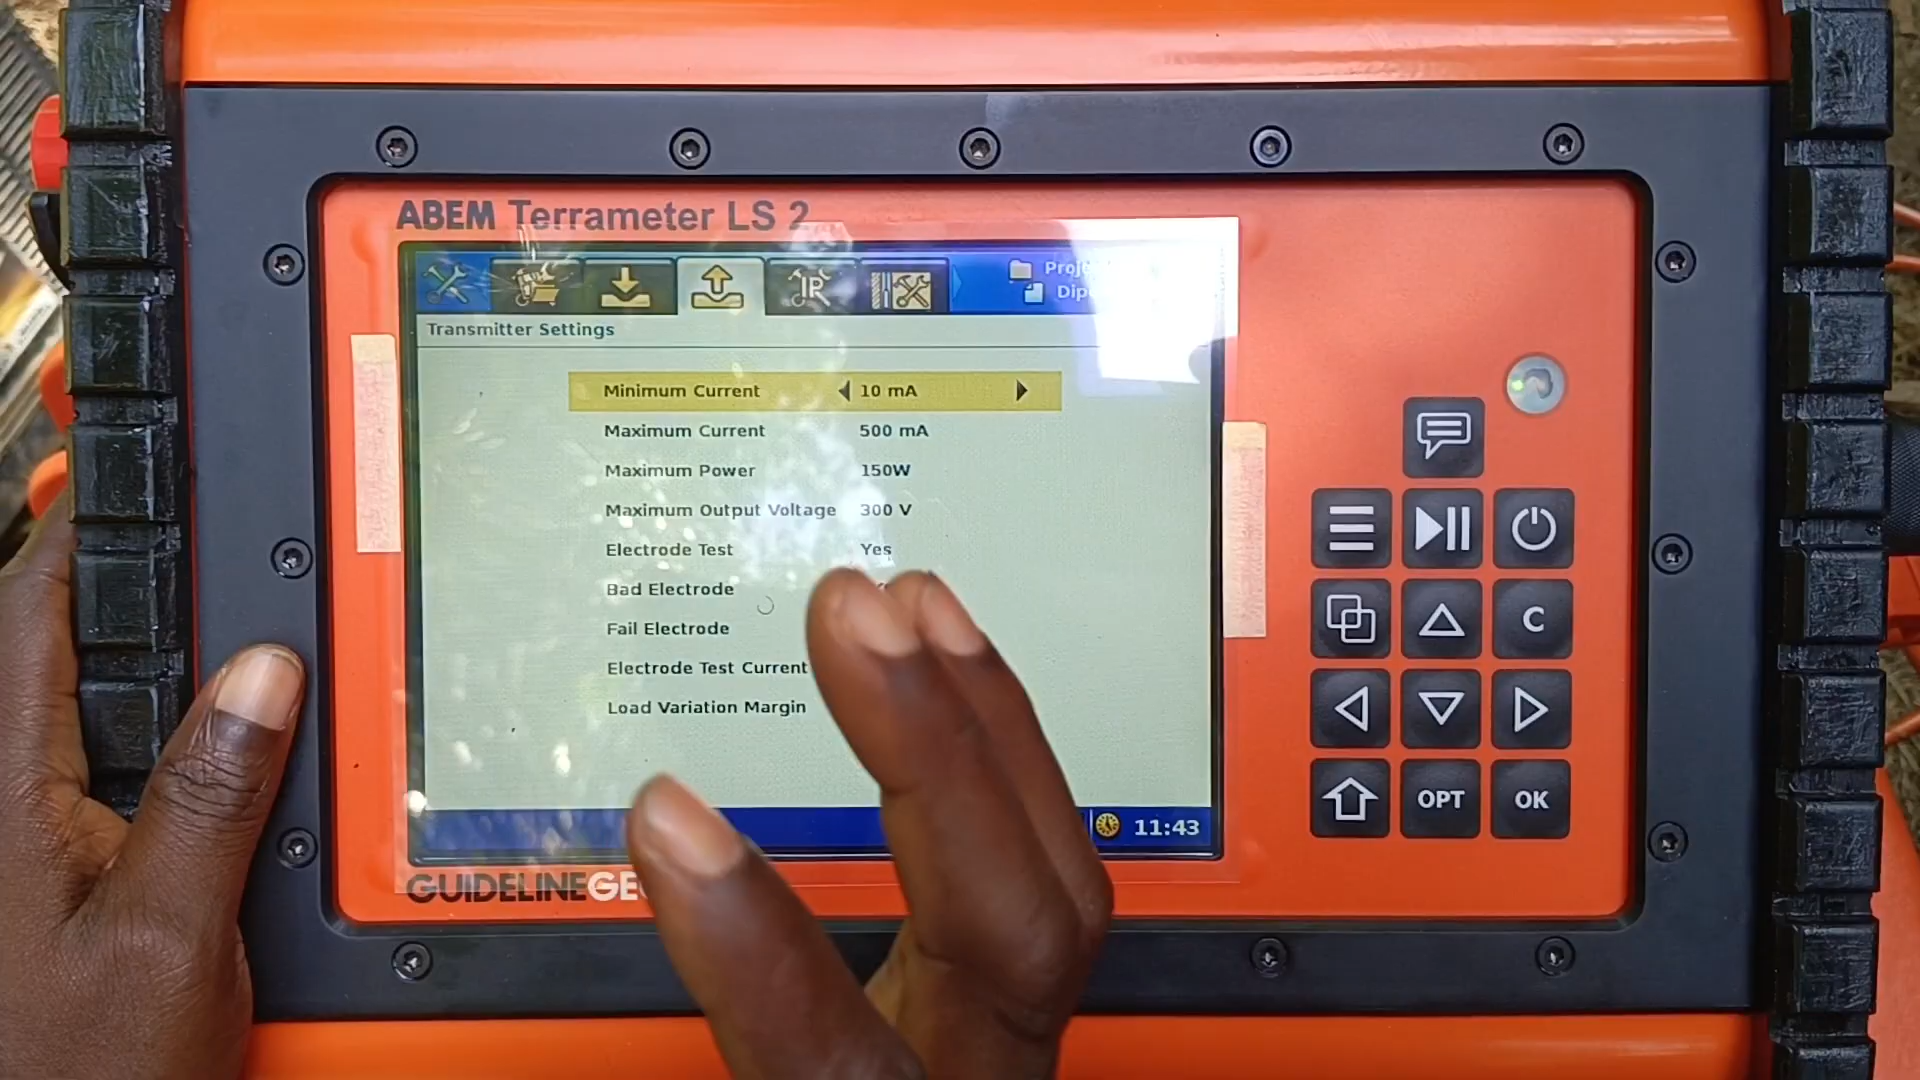 ABEM Terrameter LS 2
Transmitter Settings
Minimum Current 10 mA
Maximum Current 500 mA
Maximum Power 150W
Maximum Output Voltage 300 V
Electrode Test Yes
Bad Electrode
Fail Electrode
Electrode Test Current
Load Variation Margin
11:43
C
OPT OK